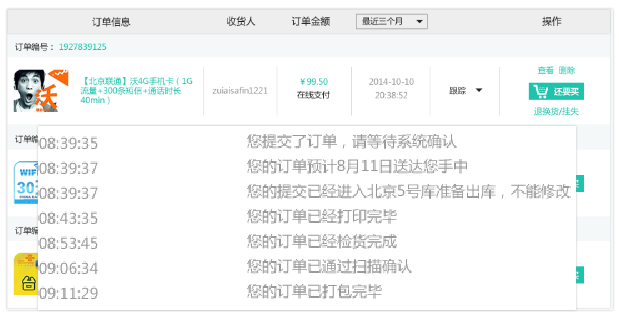 订单信息 收货人 订单金额 最近三个月 操作
订单编号： 1927839125
【北京联通】沃4G手机卡（1G
流量+300条短信+通话时长
40min）
zuiaisafin1221
￥99.50
在线支付
2014-10-10
20:38:52
跟踪
查看 删除
还要买
退换货/挂失
沃
订单编
08:39:35 您提交了订单，请等待系统确认
08:39:37 您的订单预计8月11日送达您手中
08:39:37 您的提交已经进入北京5号库准备出库，不能修改
08:43:35 您的订单已经打印完毕
08:53:45 您的订单已经检货完成
09:06:34 您的订单已通过扫描确认
09:11:29 您的订单已打包完毕
WIF
30
订单编
买
买